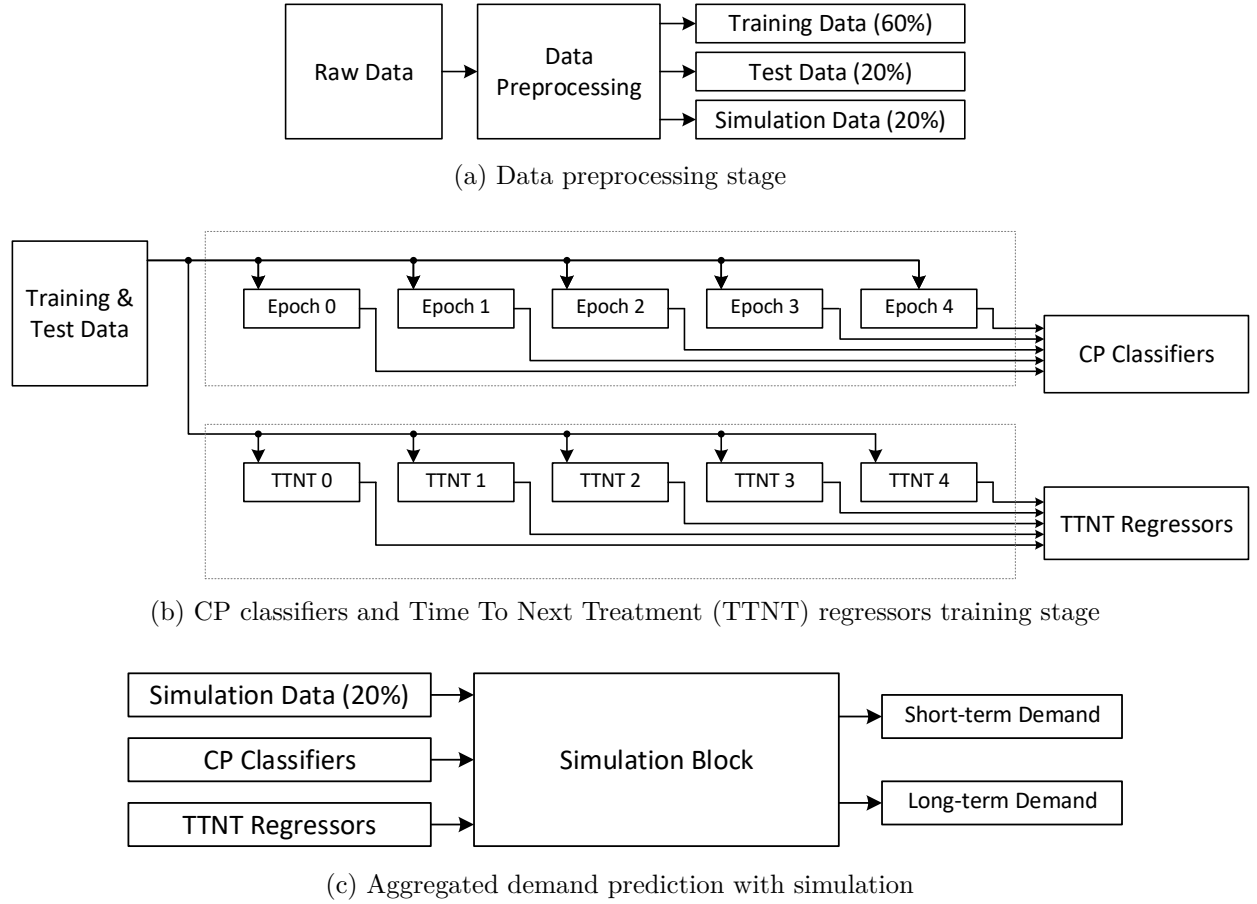 Raw Data
Data
Preprocessing
Training Data (60%)
Test Data (20%)
Simulation Data (20%)
(a) Data preprocessing stage
Training &
Test Data
Epoch 0
Epoch 1
Epoch 2
Epoch 3
Epoch 4
CP Classifiers
TTNT 0
TTNT 1
TTNT 2
TTNT 3
TTNT 4
TTNT Regressors
(b) CP classifiers and Time To Next Treatment (TTNT) regressors training stage
Simulation Data (20%)
CP Classifiers
TTNT Regressors
Simulation Block
Short-term Demand
Long-term Demand
(c) Aggregated demand prediction with simulation